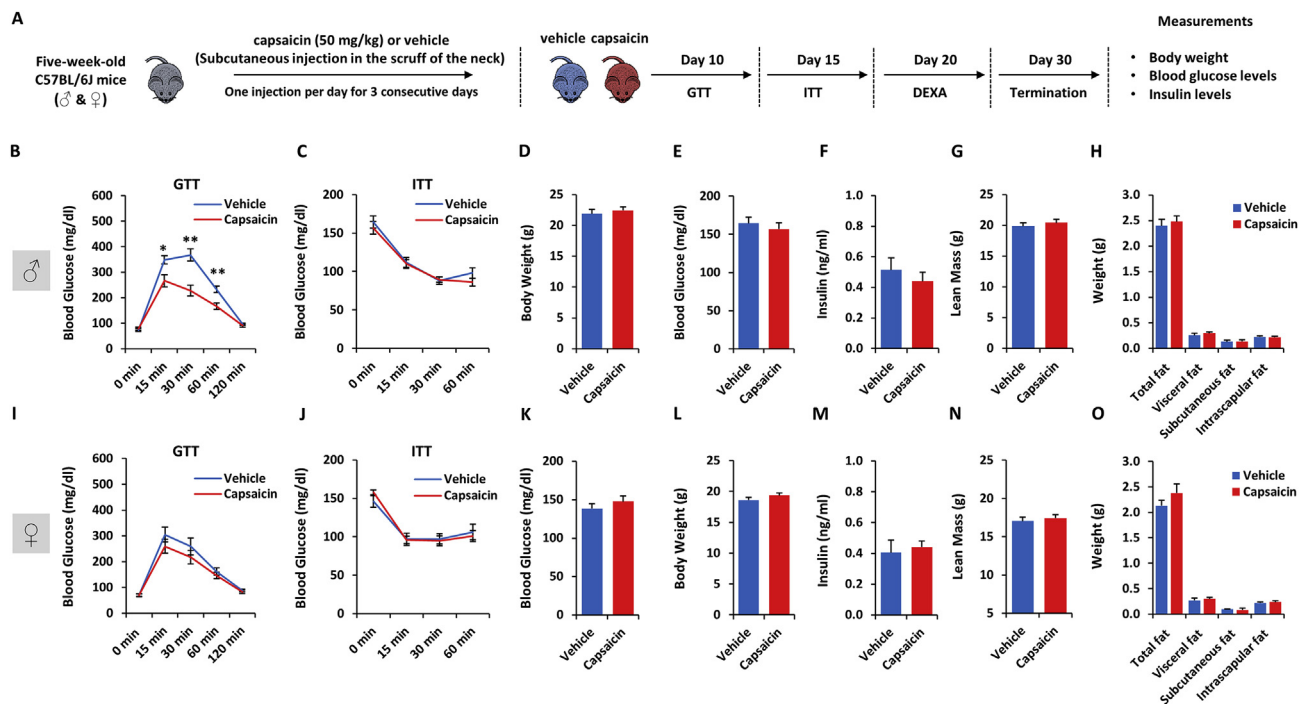 A
Five-week-old
C57BL/6J mice
(♂ & ♀)
capsaicin (50 mg/kg) or vehicle
(Subcutaneous injection in the scruff of the neck)
One injection per day for 3 consecutive days
vehicle capsaicin
Day 10
GTT
Day 15
ITT
Day 20
DEXA
Day 30
Termination
Measurements
• Body weight
• Blood glucose levels
• Insulin levels
♂
B
GTT
Blood Glucose (mg/dl)
600
500
400
300
200
100
0
Vehicle
Capsaicin
*
**
**
0 min
15 min
30 min
60 min
120 min
C
ITT
Blood Glucose (mg/dl)
200
150
100
50
0
Vehicle
Capsaicin
0 min
15 min
30 min
60 min
D
Body Weight (g)
25
20
15
10
5
0
Vehicle
Capsaicin
E
Blood Glucose (mg/dl)
200
150
100
50
0
Vehicle
Capsaicin
F
Insulin (ng/ml)
1.0
0.8
0.6
0.4
0.2
0.0
Vehicle
Capsaicin
G
Lean Mass (g)
25
20
15
10
5
0
Vehicle
Capsaicin
H
Weight (g)
3.0
2.5
2.0
1.5
1.0
0.5
0.0
Vehicle
Capsaicin
Total fat
Visceral fat
Subcutaneous fat
Intrascapular fat
♀
I
GTT
Blood Glucose (mg/dl)
600
500
400
300
200
100
0
Vehicle
Capsaicin
0 min
15 min
30 min
60 min
120 min
J
ITT
Blood Glucose (mg/dl)
200
150
100
50
0
Vehicle
Capsaicin
0 min
15 min
30 min
60 min
K
Blood Glucose (mg/dl)
200
150
100
50
0
Vehicle
Capsaicin
L
Body Weight (g)
25
20
15
10
5
0
Vehicle
Capsaicin
M
Insulin (ng/ml)
1.0
0.8
0.6
0.4
0.2
0.0
Vehicle
Capsaicin
N
Lean Mass (g)
25
20
15
10
5
Vehicle
Capsaicin
O
Weight (g)
3.0
2.5
2.0
1.5
1.0
0.5
0.0
Vehicle
Capsaicin
Total fat
Visceral fat
Subcutaneous fat
Intrascapular fat